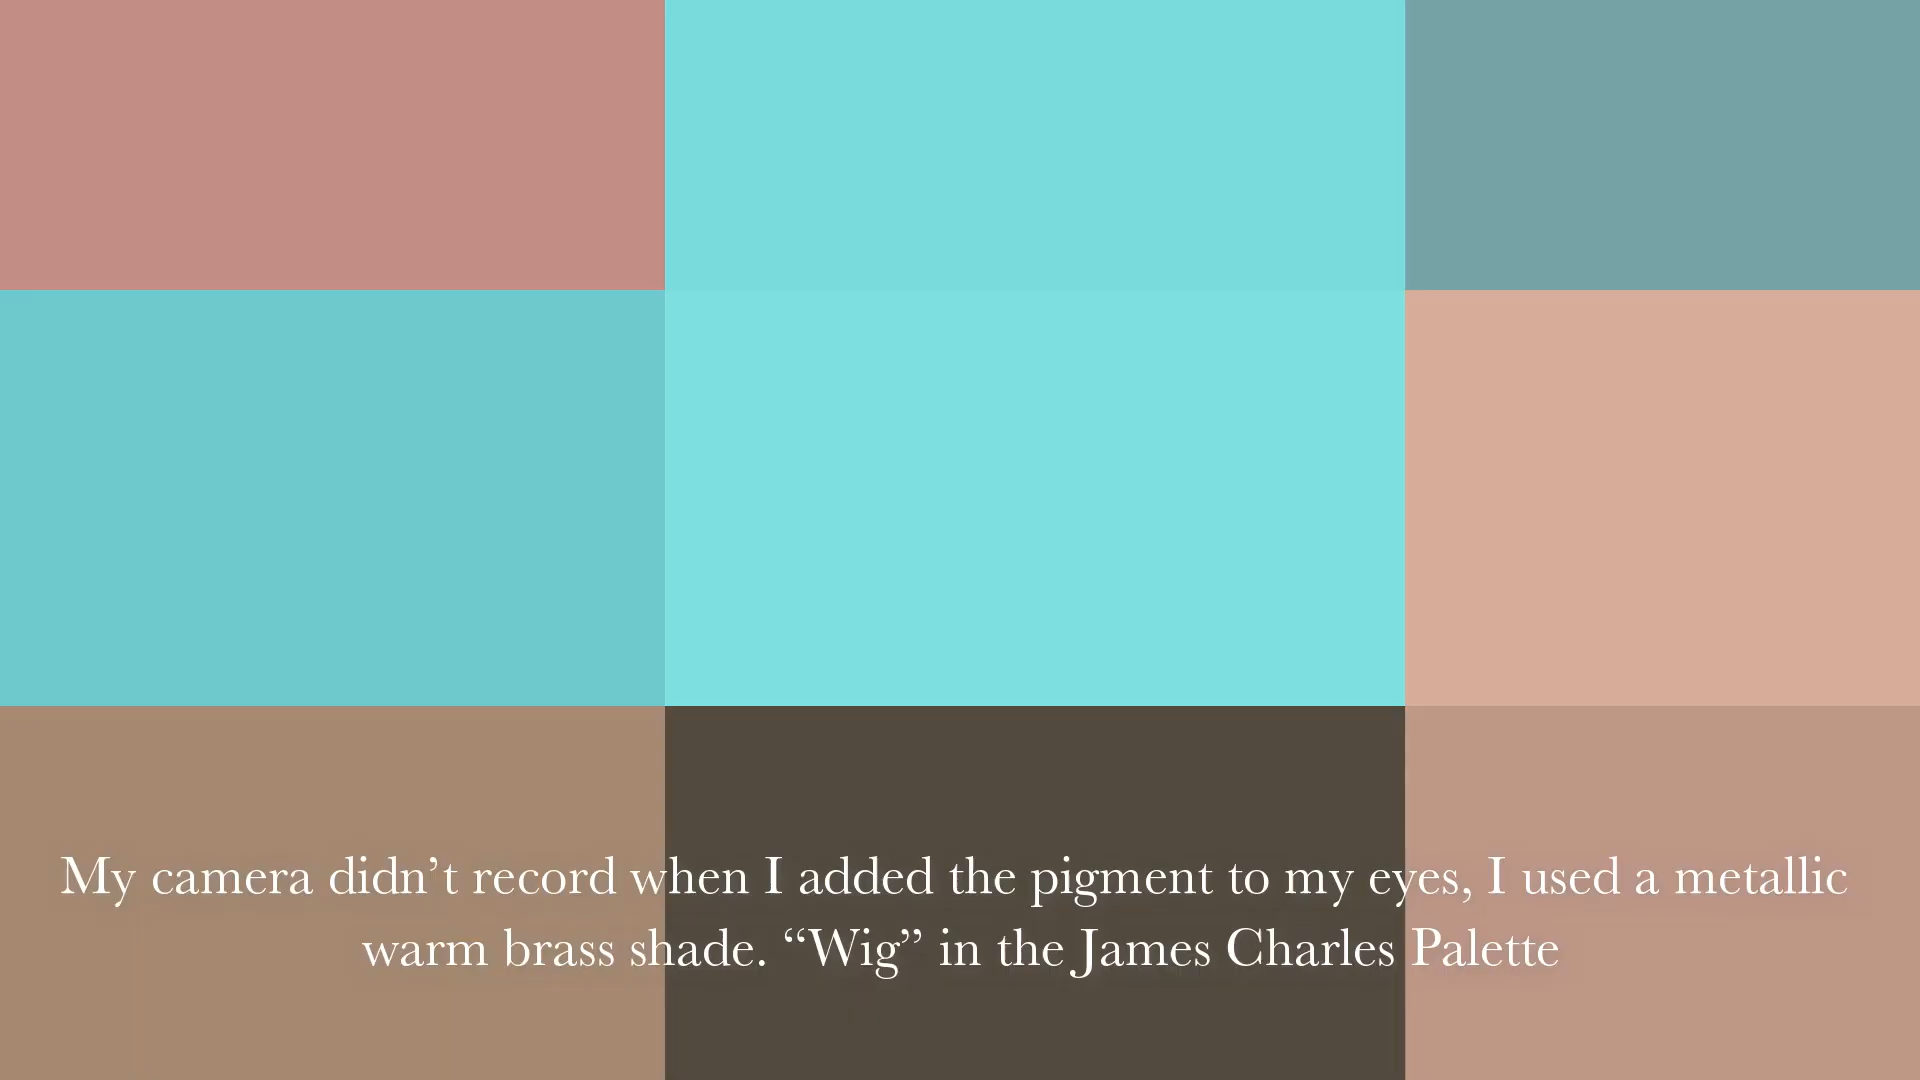 My camera didn’t record when I added the pigment to my eyes, I used a metallic
warm brass shade. “Wig” in the James Charles Palette